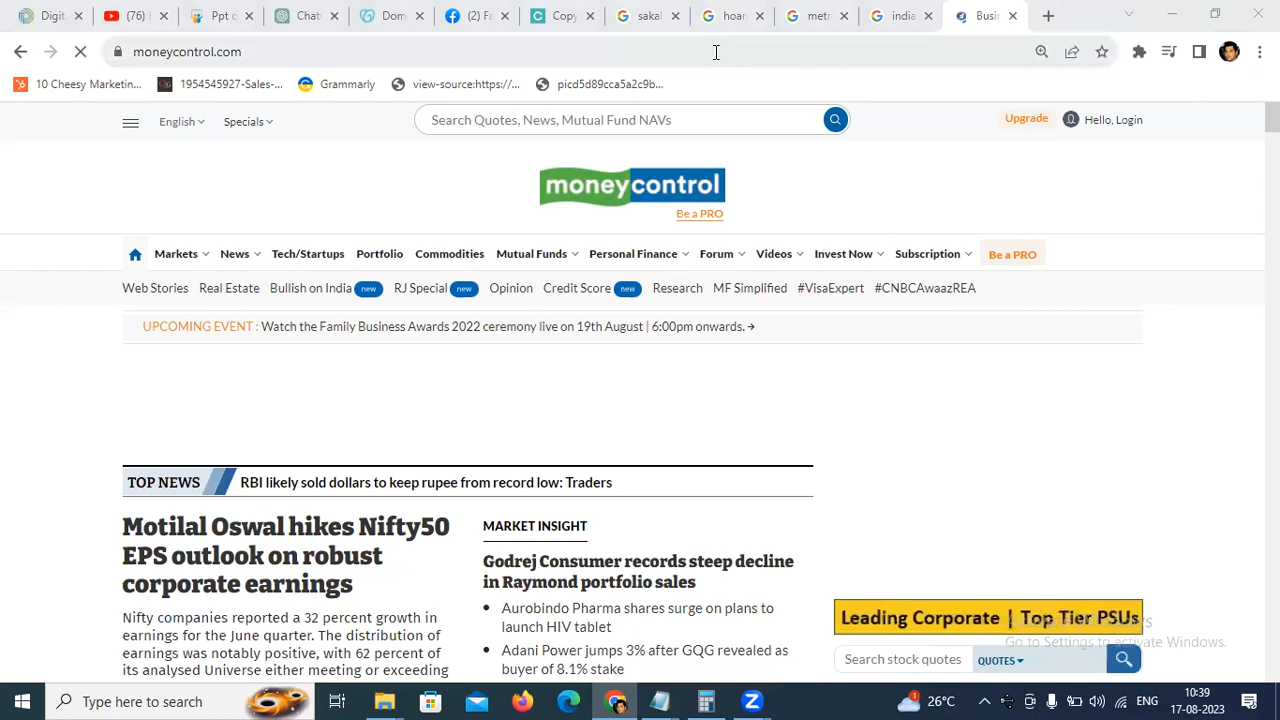 Digit
(76)
Ppt c
Chat
Dom
(2) Fa
Copy
sakal
hoar
metr
india
Busir
moneycontrol.com
10 Cheesy Marketin...
1954545927-Sales-...
Grammarly
view-source:https://...
picd5d89cca5a2c9b...
English
Specials
Search Quotes, News, Mutual Fund NAVs
Upgrade
Hello, Login
moneycontrol
Be a PRO
Markets
News
Tech/Startups
Portfolio
Commodities
Mutual Funds
Personal Finance
Forum
Videos
Invest Now
Subscription
Be a PRO
Web Stories
Real Estate
Bullish on India new
RJ Special new
Opinion
Credit Score new
Research
MF Simplified
#VisaExpert
#CNBCAwaazREA
UPCOMING EVENT : Watch the Family Business Awards 2022 ceremony live on 19th August | 6:00pm onwards.
TOP NEWS
RBI likely sold dollars to keep rupee from record low: Traders
Motilal Oswal hikes Nifty50
EPS outlook on robust
corporate earnings
Nifty companies reported a 32 percent growth in
earnings for the June quarter. The distribution of
earnings was notably positive, with 62 percent of
its analysed Universe either meeting or exceeding
MARKET INSIGHT
Godrej Consumer records steep decline
in Raymond portfolio sales
Aurobindo Pharma shares surge on plans to
launch HIV tablet
Adani Power jumps 3% after GQG revealed as
buyer of 8.1% stake
Leading Corporate | Top Tier PSUs
Go to Settings to activate Windows.
Search stock quotes
QUOTES
Type here to search
26°C
ENG
10:39
17-08-2023